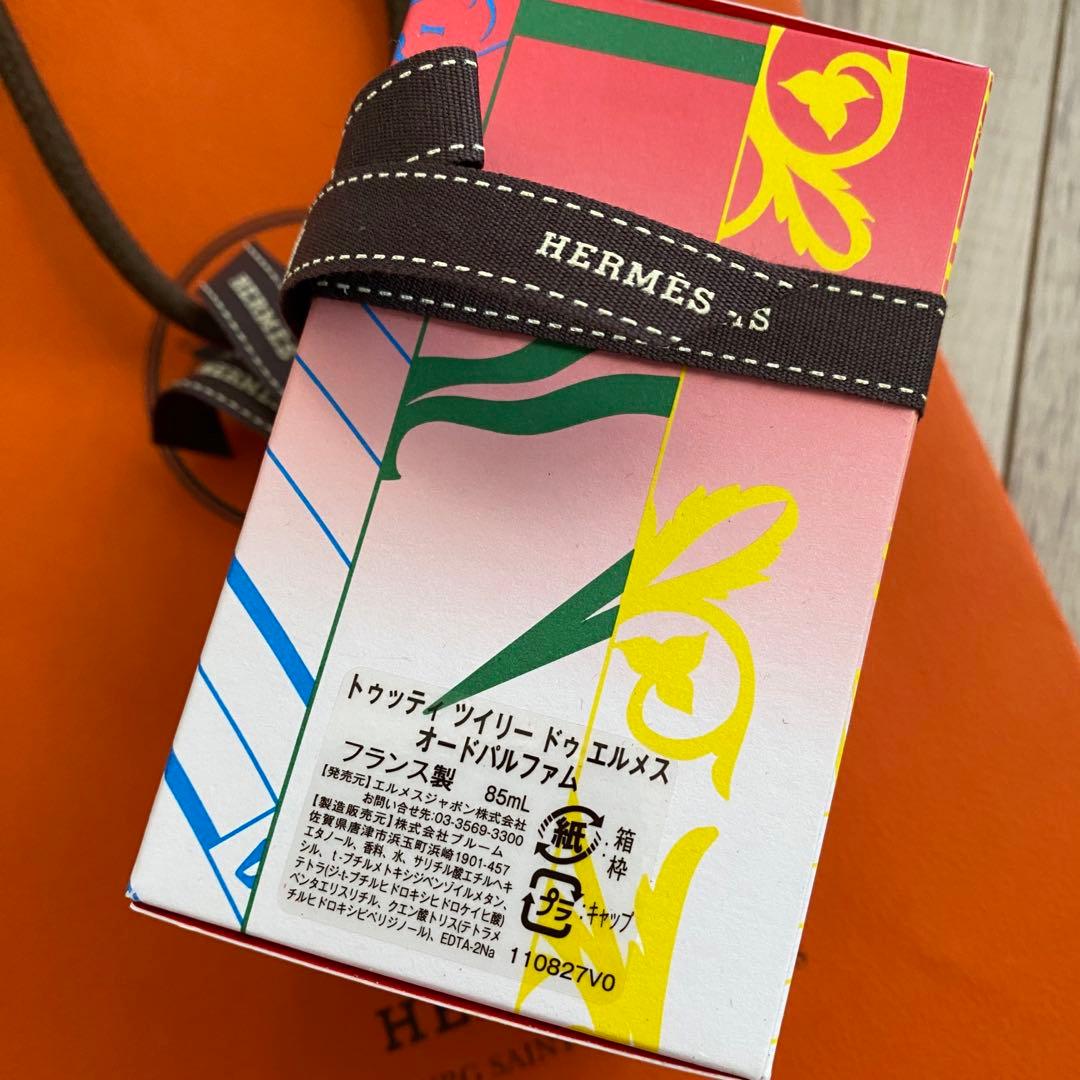 HERMÈS
HERMÈS
トゥッティ ツイリー ドゥ エルメス
オードパルファム
フランス製 85mL
【発売元】エルメスジャポン株式会社
お問い合せ先:03-3569-3300
【製造販売元】株式会社ブルーム
佐賀県唐津市浜玉町浜崎1901-457
エタノール、香料、水、サリチル酸エチルヘキ
シル、t-ブチルメトキシジベンゾイルメタン、
テトラ(ジ-t-ブチルヒドロキシヒドロケイヒ酸)
ペンタエリスリチル、クエン酸トリス(テトラメ
チルヒドロキシピペリジノール)、EDTA-2Na
紙:箱
:枠
プラ:キャップ
110827V0